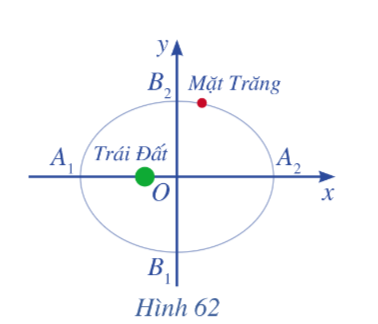 y
B₂ Mặt Trăng
A₁ Trái Đất A₂
O x
B₁
Hình 62